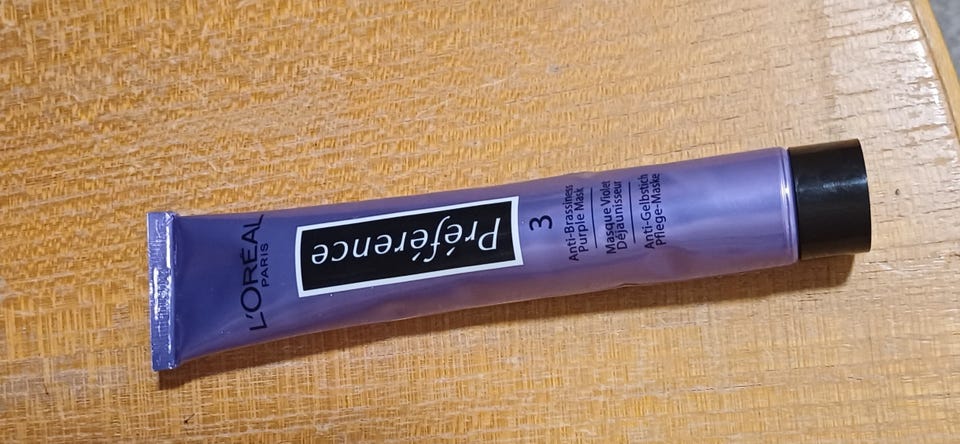 L'ORÉAL
PARIS
Préférence
3
Anti-Brassiness
Purple Mask
Masque Violet
Déjaunisseur
Anti-Gelbstich
Pflege-Maske